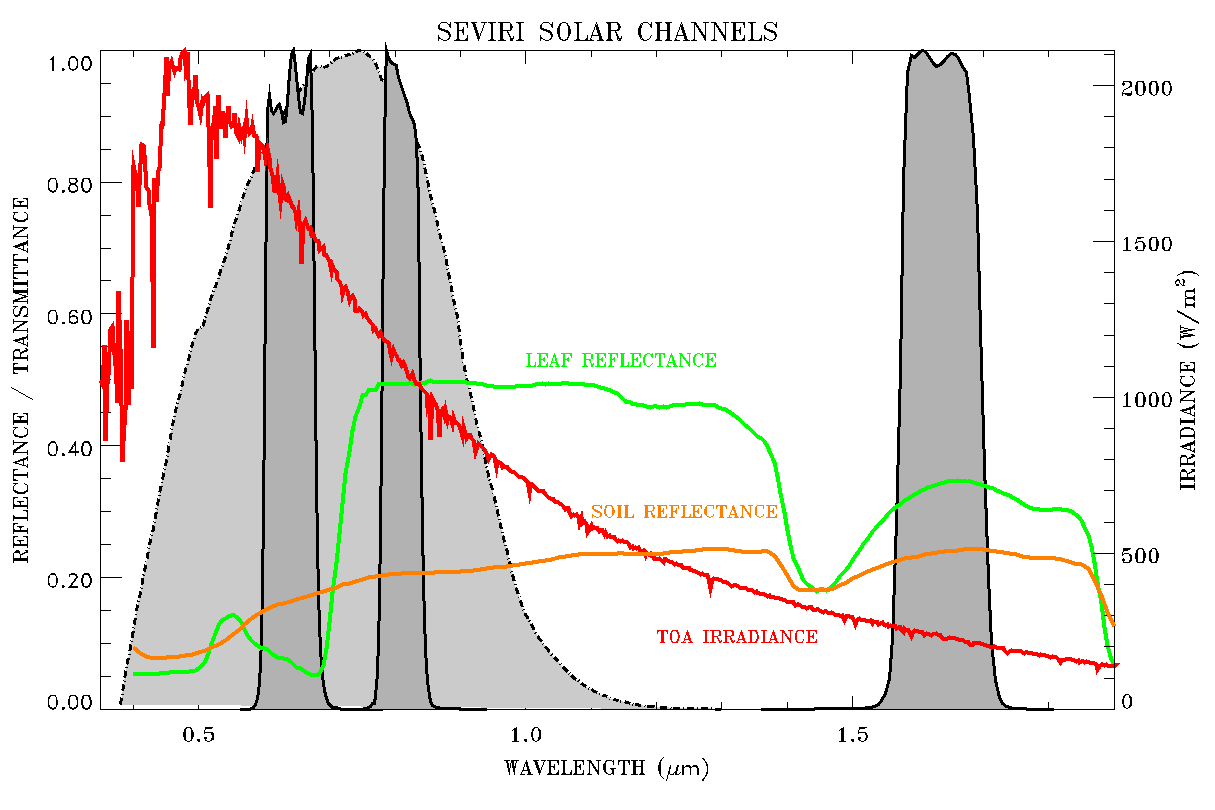 SEVIRI SOLAR CHANNELS
1.00
0.80
0.60
0.40
0.20
0.00
REFLECTANCE / TRANSMITTANCE
2000
1500
1000
500
0
IRRADIANCE (W/m²)
LEAF REFLECTANCE
SOIL REFLECTANCE
TOA IRRADIANCE
0.5 1.0 1.5
WAVELENGTH (μm)